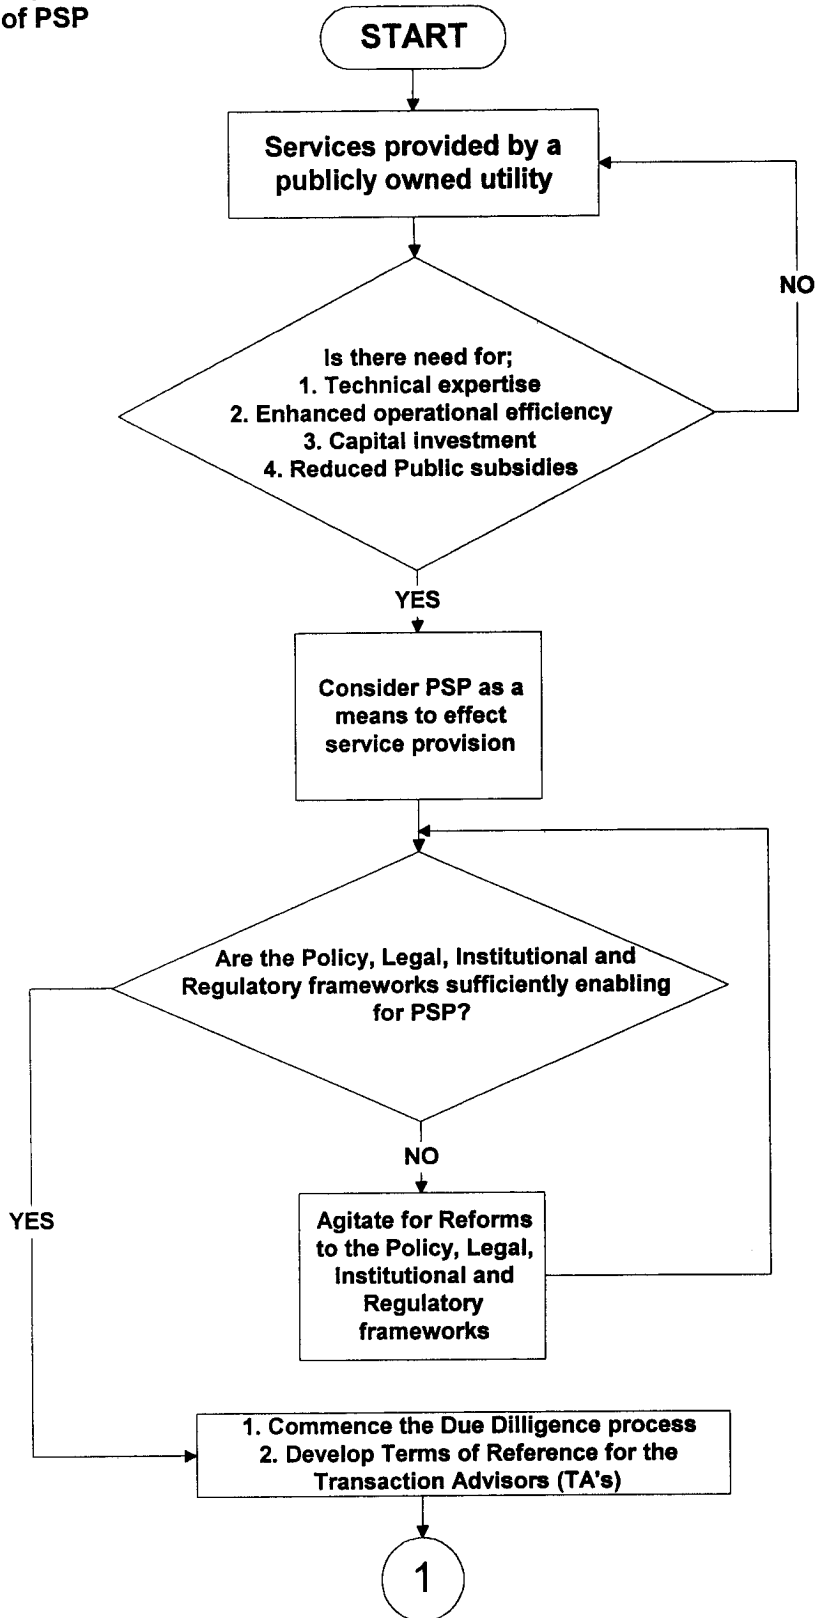 of PSP
START
Services provided by a
publicly owned utility
NO
Is there need for;
1. Technical expertise
2. Enhanced operational efficiency
3. Capital investment
4. Reduced Public subsidies
YES
Consider PSP as a
means to effect
service provision
Are the Policy, Legal, Institutional and
Regulatory frameworks sufficiently enabling
for PSP?
NO
YES
Agitate for Reforms
to the Policy, Legal,
Institutional and
Regulatory
frameworks
1. Commence the Due Dilligence process
2. Develop Terms of Reference for the
Transaction Advisors (TA's)
1